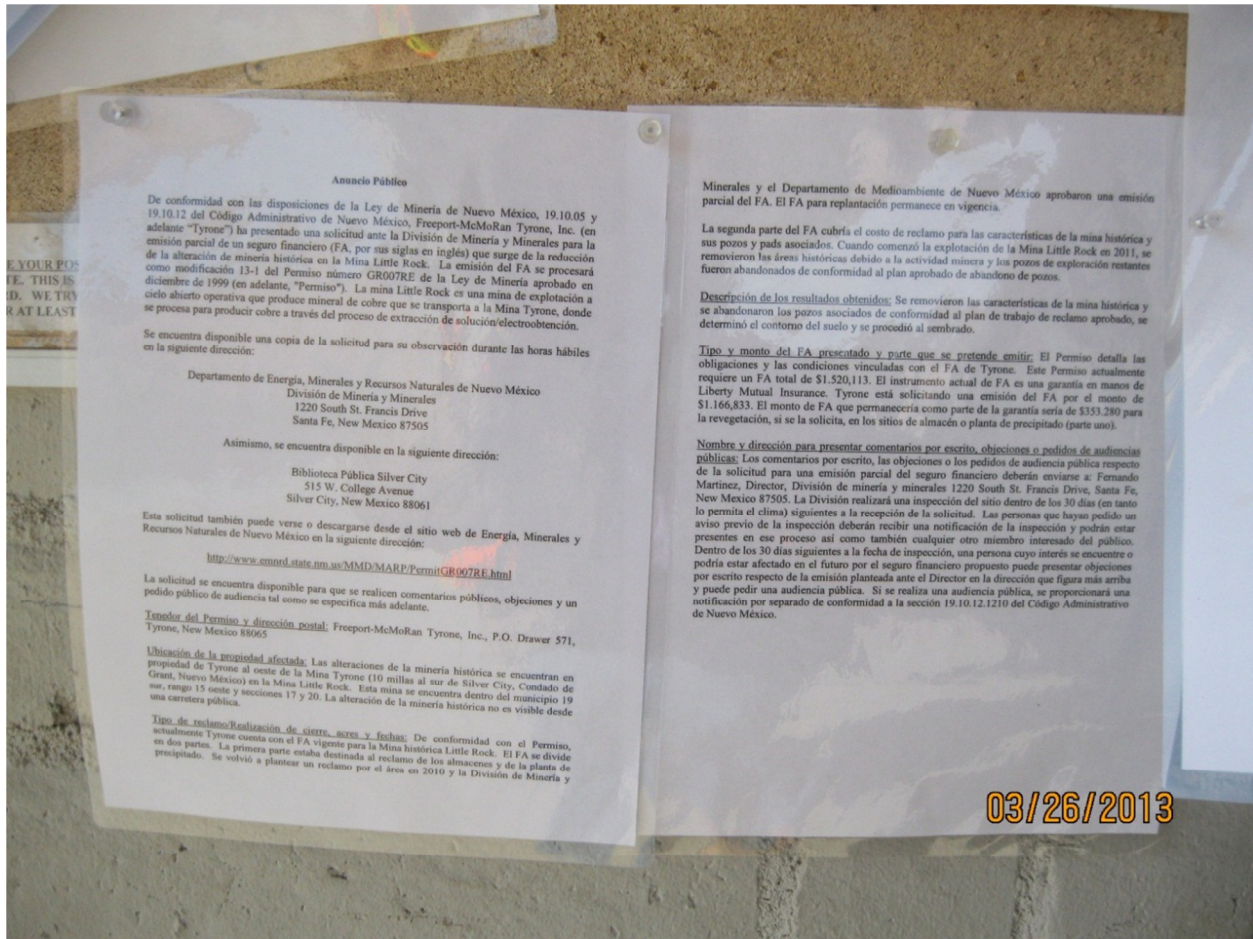 E YOUR POS
TE. THIS IS
RD. WE TRY
R AT LEAST
Anuncio Público
De conformidad con las disposiciones de la Ley de Minería de Nuevo México, 19.10.05 y
19.10.12 del Código Administrativo de Nuevo México, Freeport-McMoRan Tyrone, Inc. (en
adelante “Tyrone”) ha presentado una solicitud ante la División de Minería y Minerales para la
emisión parcial de un seguro financiero (FA, por sus siglas en inglés) que surge de la reducción
de la alteración de minería histórica en la Mina Little Rock. La emisión del FA se procesará
como modificación 13-1 del Permiso número GR007RE de la Ley de Minería aprobado en
diciembre de 1999 (en adelante, "Permiso"). La mina Little Rock es una mina de explotación a
cielo abierto operativa que produce mineral de cobre que se transporta a la Mina Tyrone, donde
se procesa para producir cobre a través del proceso de extracción de solución/electroobtención.
Se encuentra disponible una copia de la solicitud para su observación durante las horas hábiles
en la siguiente dirección:
Departamento de Energía, Minerales y Recursos Naturales de Nuevo México
División de Minería y Minerales
1220 South St. Francis Drive
Santa Fe, New Mexico 87505
Asimismo, se encuentra disponible en la siguiente dirección:
Biblioteca Pública Silver City
515 W. College Avenue
Silver City, New Mexico 88061
Esta solicitud también puede verse o descargarse desde el sitio web de Energía, Minerales y
Recursos Naturales de Nuevo México en la siguiente dirección:
http://www.emnrd.state.nm.us/MMD/MARP/PermitGR007RE.html
La solicitud se encuentra disponible para que se realicen comentarios públicos, objeciones y un
pedido público de audiencia tal como se especifica más adelante.
Tenedor del Permiso y dirección postal: Freeport-McMoRan Tyrone, Inc., P.O. Drawer 571,
Tyrone, New Mexico 88065
Ubicación de la propiedad afectada: Las alteraciones de la minería histórica se encuentran en
propiedad de Tyrone al oeste de la Mina Tyrone (10 millas al sur de Silver City, Condado de
Grant, Nuevo México) en la Mina Little Rock. Esta mina se encuentra dentro del municipio 19
sur, rango 15 oeste y secciones 17 y 20. La alteración de la minería histórica no es visible desde
una carretera pública.
Tipo de reclamo/Realización de cierre, acres y fechas: De conformidad con el Permiso,
actualmente Tyrone cuenta con el FA vigente para la Mina histórica Little Rock. El FA se divide
en dos partes. La primera parte estaba destinada al reclamo de los almacenes y de la planta de
precipitado. Se volvió a plantear un reclamo por el área en 2010 y la División de Minería y
Minerales y el Departamento de Medioambiente de Nuevo México aprobaron una emisión
parcial del FA. El FA para replantación permanece en vigencia.
La segunda parte del FA cubría el costo de reclamo para las características de la mina histórica y
sus pozos y pads asociados. Cuando comenzó la explotación de la Mina Little Rock en 2011, se
removieron las áreas históricas debido a la actividad minera y los pozos de exploración restantes
fueron abandonados de conformidad al plan aprobado de abandono de pozos.
Descripción de los resultados obtenidos: Se removieron las características de la mina histórica y
se abandonaron los pozos asociados de conformidad al plan de trabajo de reclamo aprobado, se
determinó el contorno del suelo y se procedió al sembrado.
Tipo y monto del FA presentado y parte que se pretende emitir: El Permiso detalla las
obligaciones y las condiciones vinculadas con el FA de Tyrone. Este Permiso actualmente
requiere un FA total de $1.520,113. El instrumento actual de FA es una garantía en manos de
Liberty Mutual Insurance. Tyrone está solicitando una emisión del FA por el monto de
$1.166,833. El monto de FA que permanecería como parte de la garantía sería de $353.280 para
la revegetación, si se la solicita, en los sitios de almacén o planta de precipitado (parte uno).
Nombre y dirección para presentar comentarios por escrito, objeciones o pedidos de audiencias
públicas: Los comentarios por escrito, las objeciones o los pedidos de audiencia pública respecto
de la solicitud para una emisión parcial del seguro financiero deberán enviarse a: Fernando
Martinez, Director, División de minería y minerales 1220 South St. Francis Drive, Santa Fe,
New Mexico 87505. La División realizará una inspección del sitio dentro de los 30 días (en tanto
lo permita el clima) siguientes a la recepción de la solicitud. Las personas que hayan pedido un
aviso previo de la inspección deberán recibir una notificación de la inspección y podrán estar
presentes en ese proceso así como también cualquier otro miembro interesado del público.
Dentro de los 30 días siguientes a la fecha de inspección, una persona cuyo interés se encuentre o
podría estar afectado en el futuro por el seguro financiero propuesto puede presentar objeciones
por escrito respecto de la emisión planteada ante el Director en la dirección que figura más arriba
y puede pedir una audiencia pública. Si se realiza una audiencia pública, se proporcionará una
notificación por separado de conformidad a la sección 19.10.12.1210 del Código Administrativo
de Nuevo México.
03/26/2013